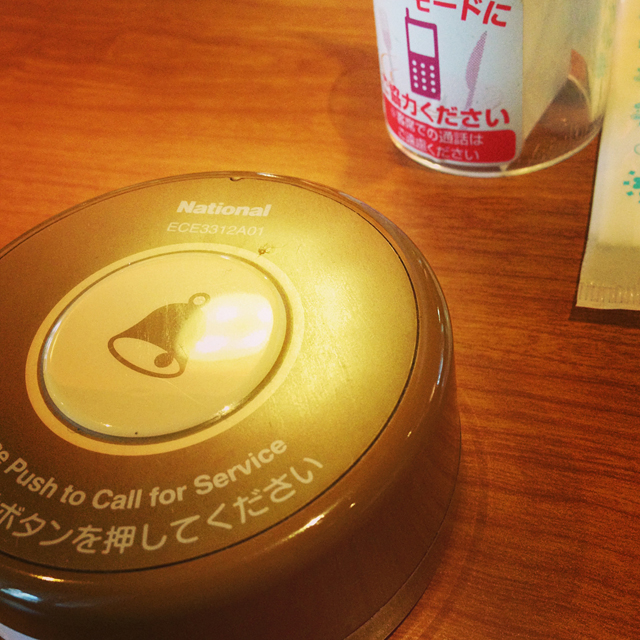 モードに
協力ください
での通話は
ください
National
ECE3312A01
Push to Call for Service
ボタンを押してください